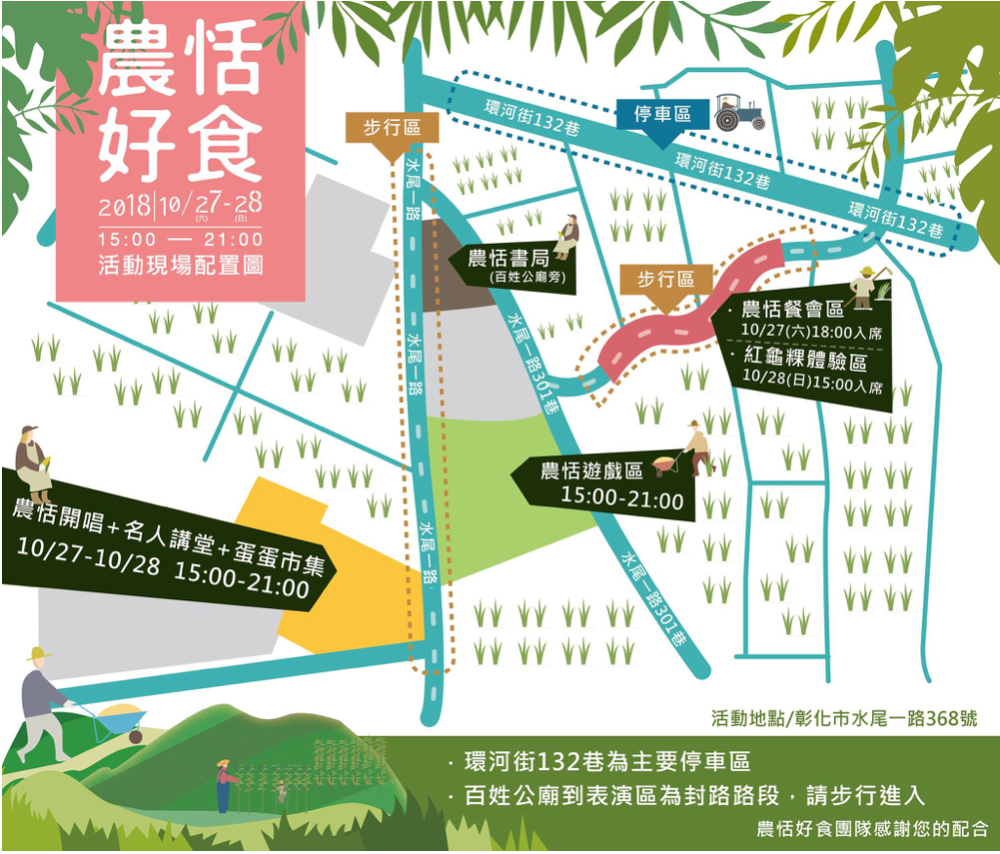 農恬
好食
2018|10/27-28
(六) (日)
15:00 — 21:00
活動現場配置圖
步行區
停車區
環河街132巷
環河街132巷
環河街132巷
水尾一路
水尾一路
水尾一路
農恬書局
(百姓公廟旁)
步行區
水尾一路301巷
水尾一路301巷
·農恬餐會區
10/27(六)18:00入席
·紅龜粿體驗區
10/28(日)15:00入席
農恬遊戲區
15:00-21:00
農恬開唱+名人講堂+蛋蛋市集
10/27-10/28 15:00-21:00
活動地點/彰化市水尾一路368號
·環河街132巷為主要停車區
·百姓公廟到表演區為封路路段,請步行進入
農恬好食團隊感謝您的配合